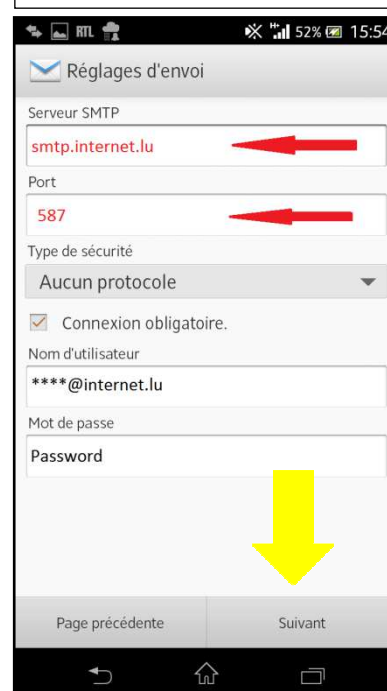 RTL 52% 15:54
Réglages d'envoi
Serveur SMTP
smtp.internet.lu
Port
587
Type de sécurité
Aucun protocole
Connexion obligatoire.
Nom d'utilisateur
****@internet.lu
Mot de passe
Password
Page précédente Suivant